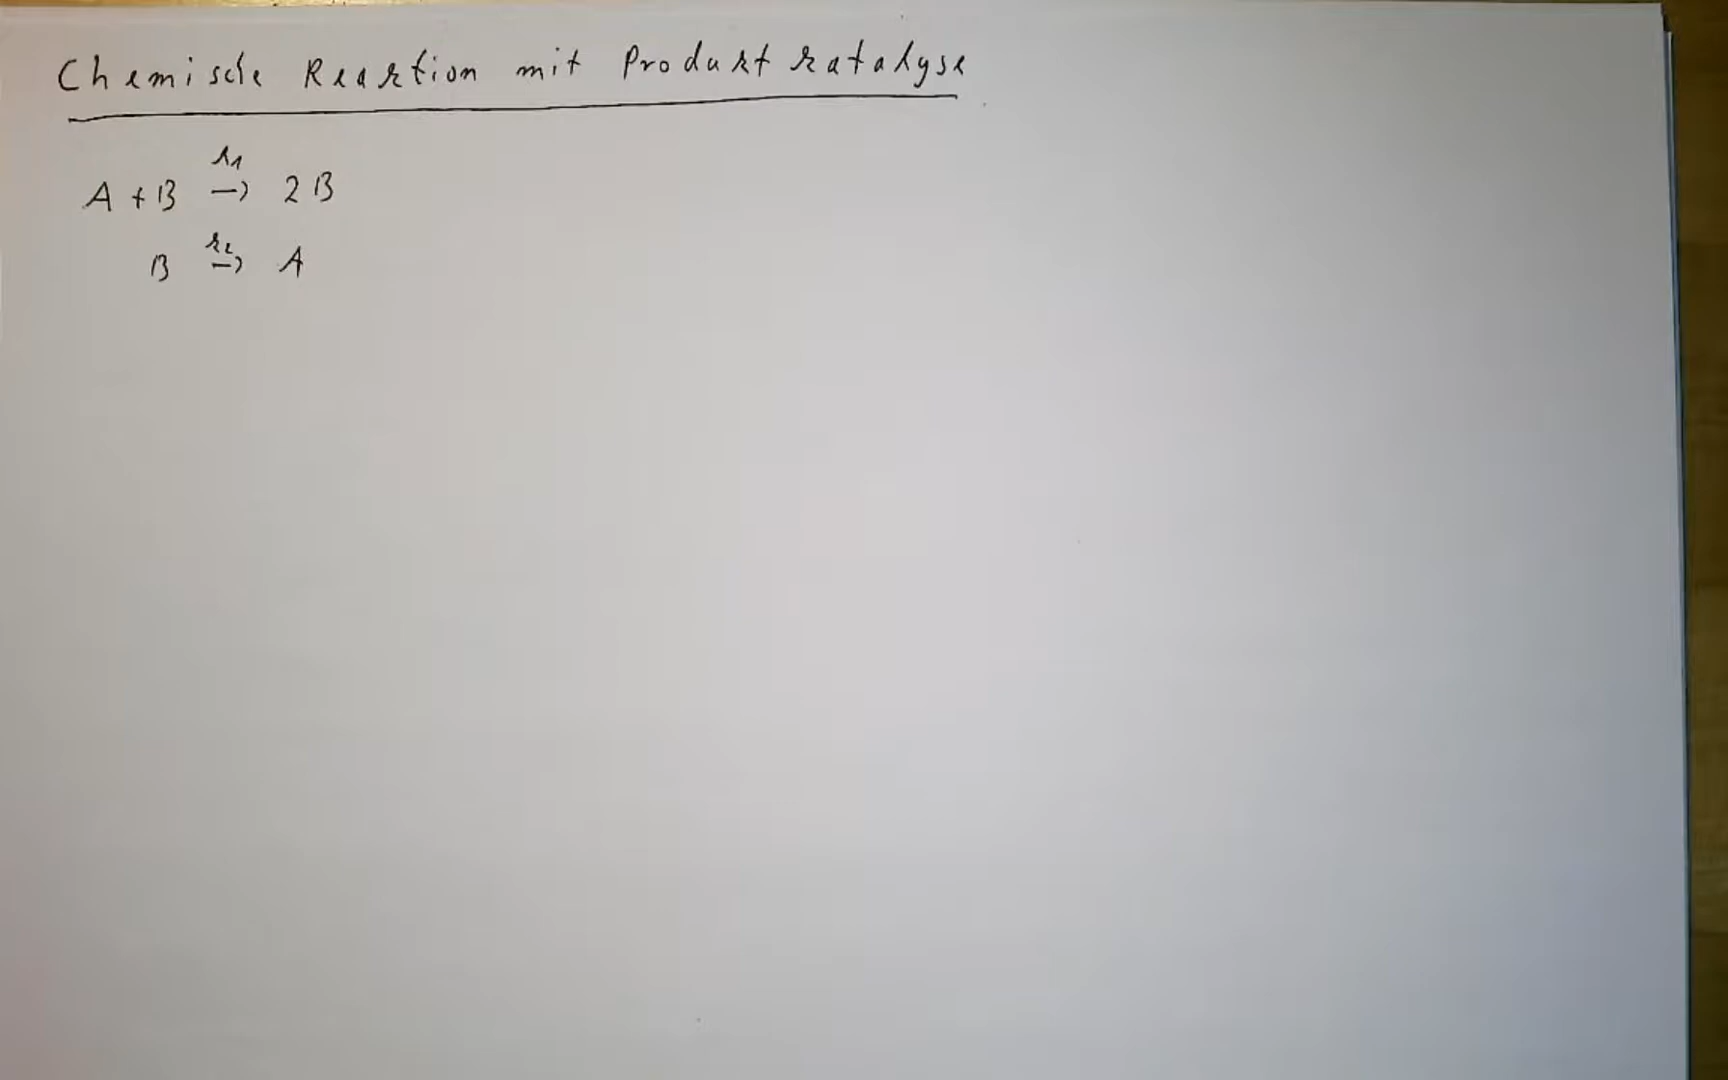 Chemische Reaktion mit Produktkatalyse
A + B →^{k₁} 2B
B →^{k₂} A